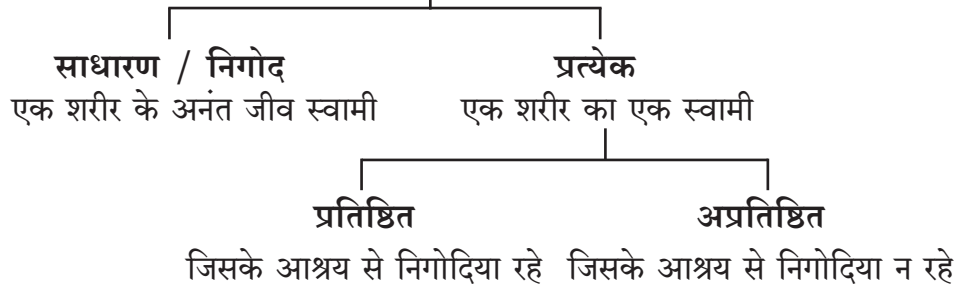 साधारण / निगोद प्रत्येक
एक शरीर के अनंत जीव स्वामी एक शरीर का एक स्वामी
प्रतिष्ठित अप्रतिष्ठित
जिसके आश्रय से निगोदिया रहे जिसके आश्रय से निगोदिया न रहे